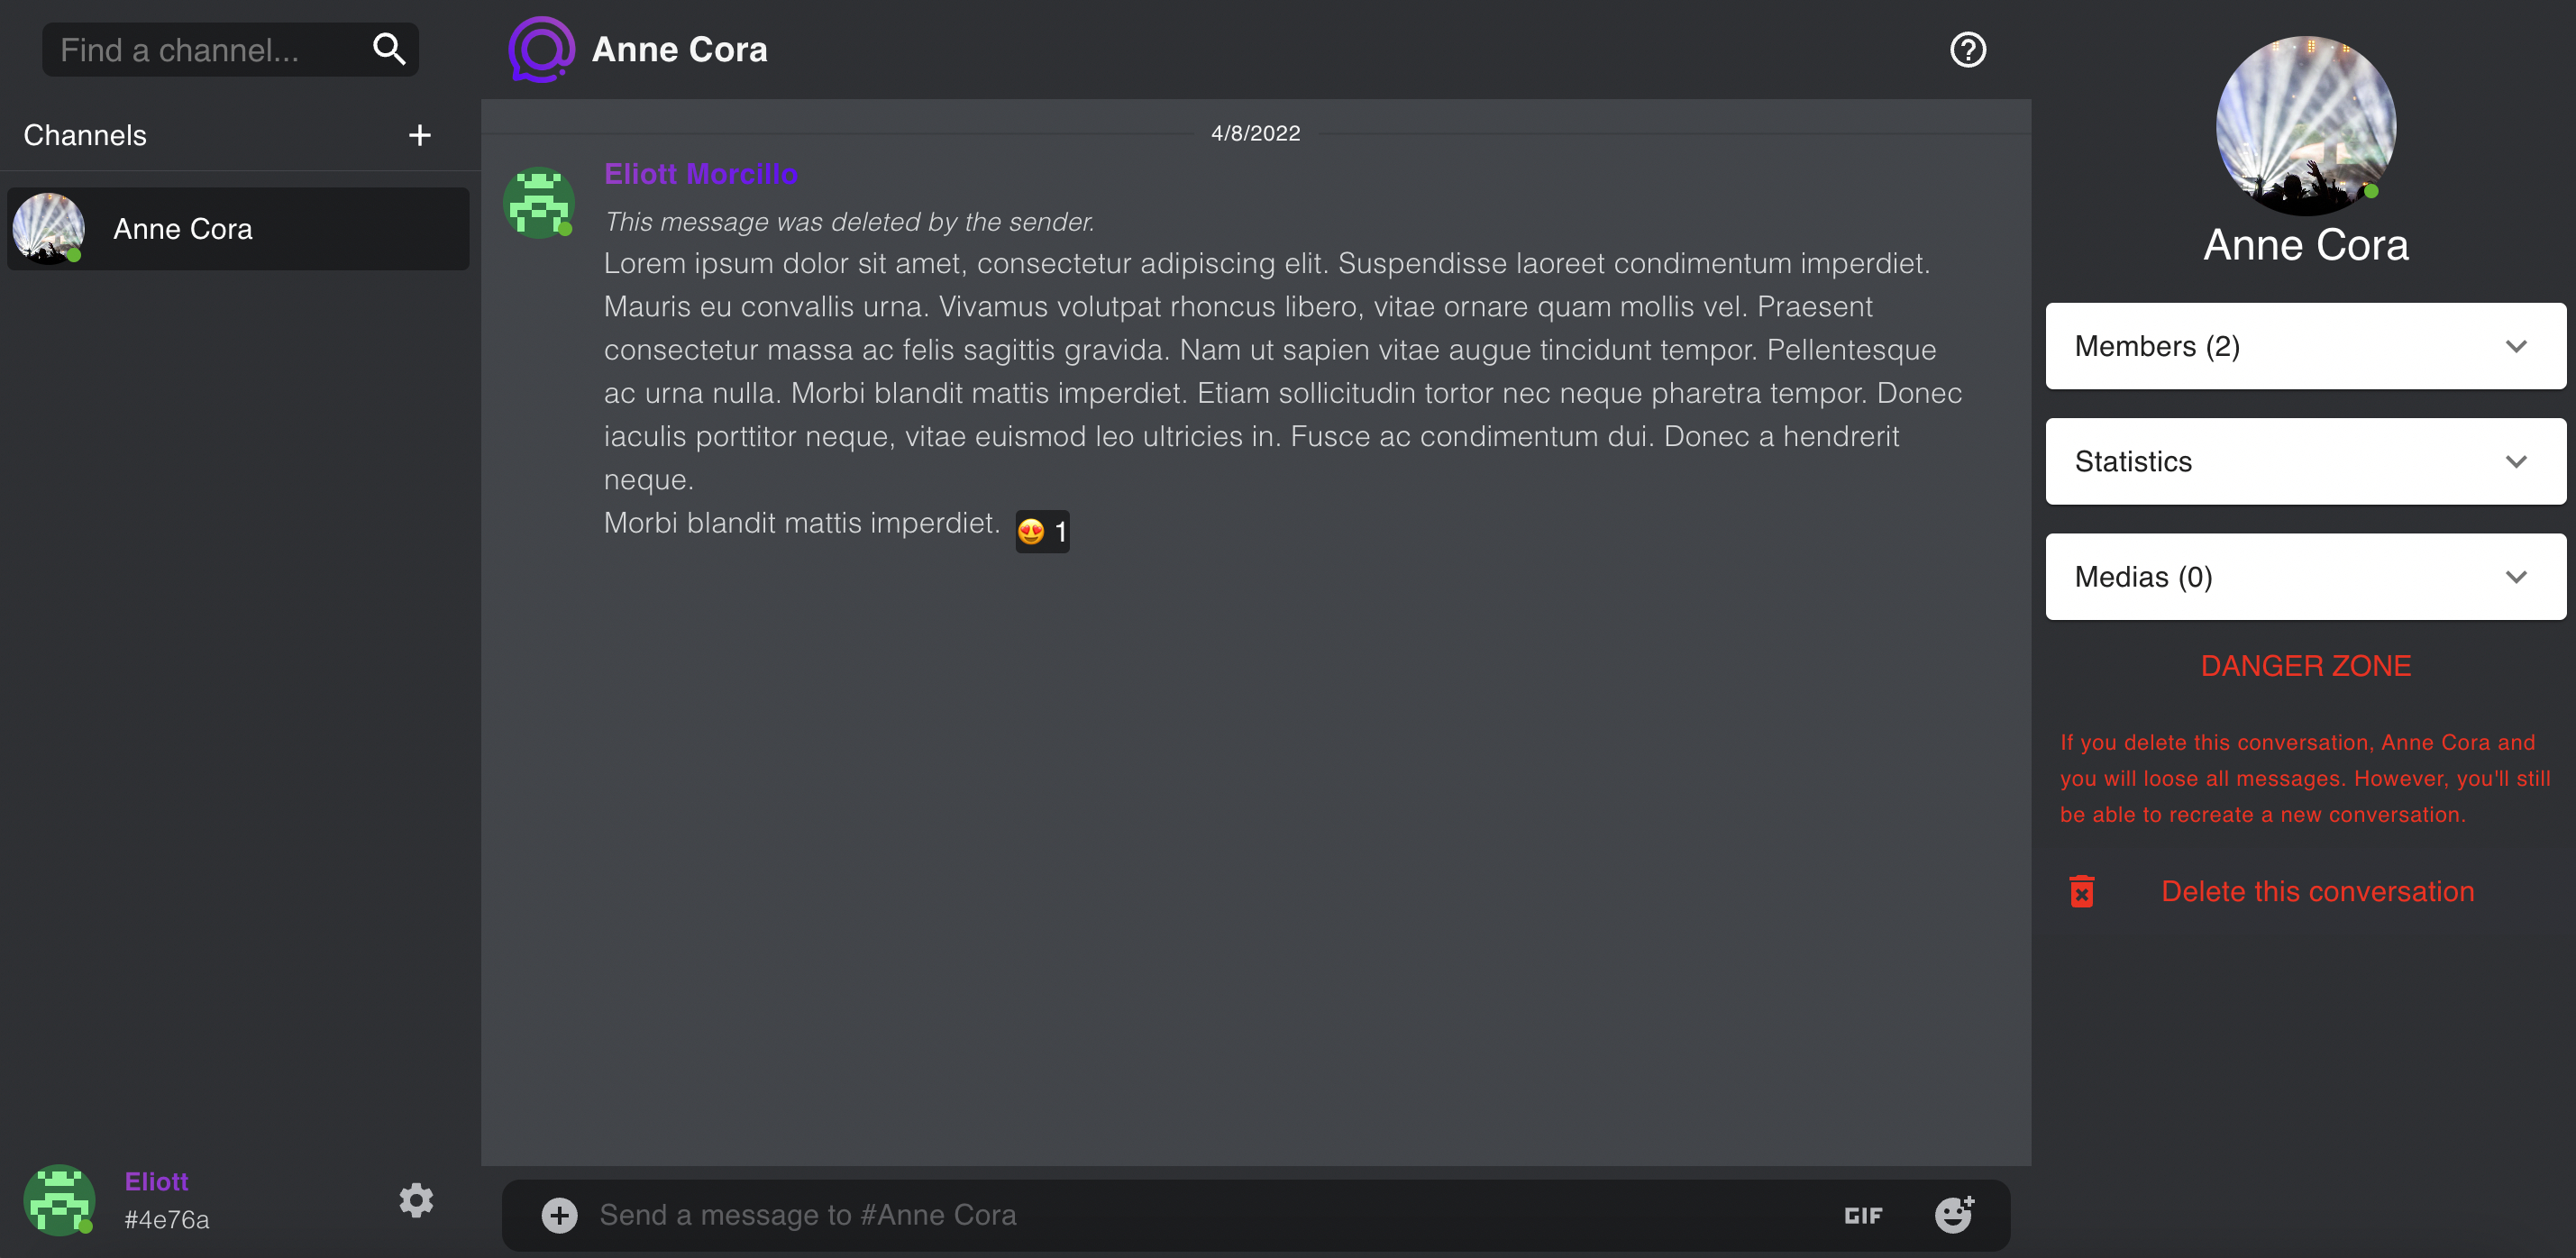 Find a channel...
Channels
Anne Cora
Eliott
#4e76a
Anne Cora
4/8/2022
Eliott Morcillo
This message was deleted by the sender.
Lorem ipsum dolor sit amet, consectetur adipiscing elit. Suspendisse laoreet condimentum imperdiet.
Mauris eu convallis urna. Vivamus volutpat rhoncus libero, vitae ornare quam mollis vel. Praesent
consectetur massa ac felis sagittis gravida. Nam ut sapien vitae augue tincidunt tempor. Pellentesque
ac urna nulla. Morbi blandit mattis imperdiet. Etiam sollicitudin tortor nec neque pharetra tempor. Donec
iaculis porttitor neque, vitae euismod leo ultricies in. Fusce ac condimentum dui. Donec a hendrerit
neque.
Morbi blandit mattis imperdiet. 😍 1
Send a message to #Anne Cora
GIF
Anne Cora
Members (2)
Statistics
Medias (0)
DANGER ZONE
If you delete this conversation, Anne Cora and
you will loose all messages. However, you'll still
be able to recreate a new conversation.
Delete this conversation